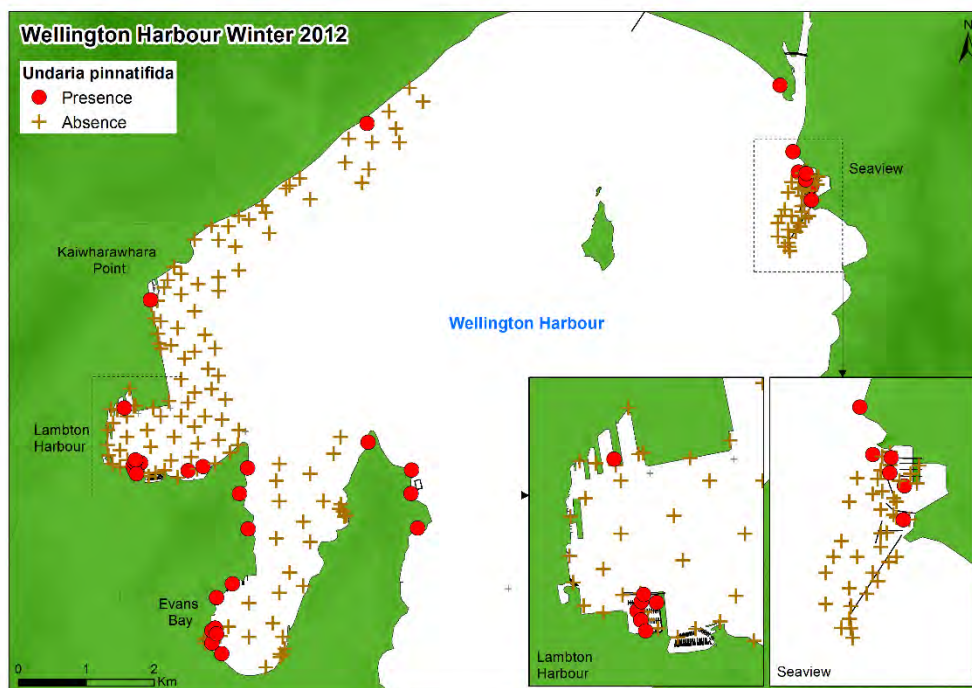 Wellington Harbour Winter 2012
N
Undaria pinnatifida
Presence
Absence
Seaview
Kaiwharawhara
Point
Wellington Harbour
Lambton
Harbour
Evans
Bay
0 1 2
Km
Lambton
Harbour
Seaview